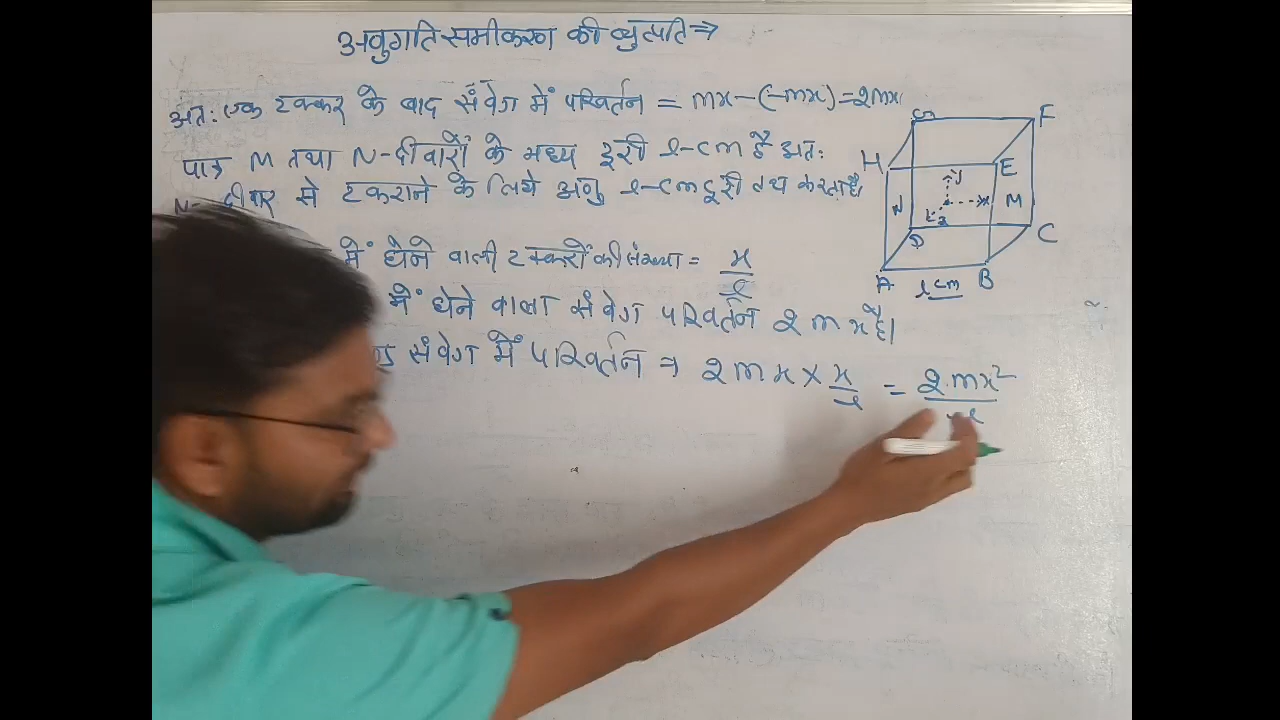 अणुगति समीकरण की व्युत्पत्ति ⇒
अतः एक टक्कर के बाद संवेग में परिवर्तन = mx-(-mx)=2mx
पात्र M तथा N-दीवारों के मध्य दूरी l-cm है अतः
N- दीवार से टकराने के लिये अणु l-cm दूरी तय करता है।
में होने वाली टक्करों की संख्या = x/l
में होने वाला संवेग परिवर्तन 2mx है।
संवेग में परिवर्तन ⇒ 2mx × x/l = 2mx²/l
G F
H E
y
N x M
z
D C
A B
l cm